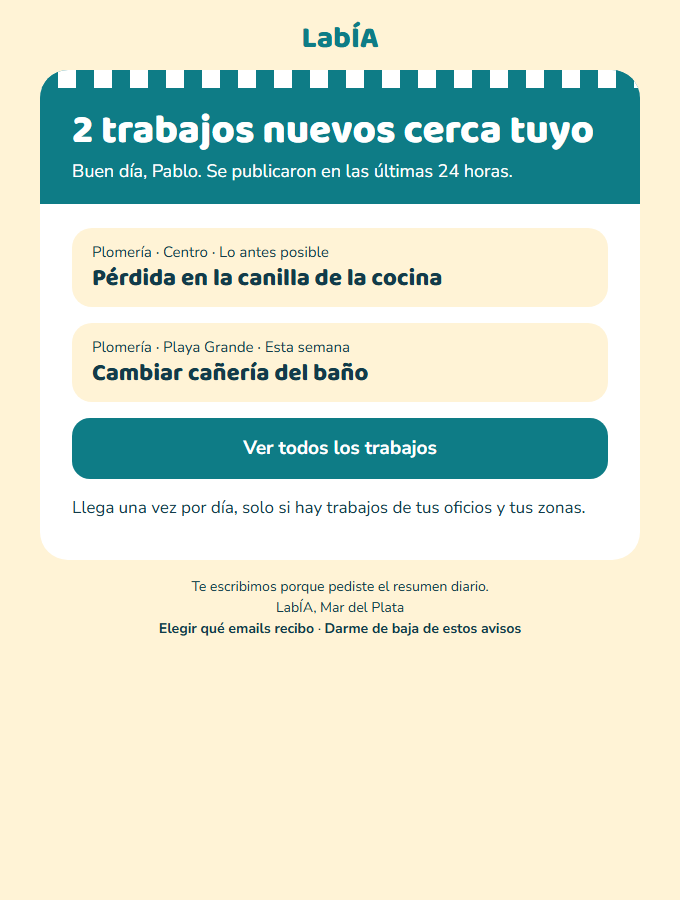 LabÍA
2 trabajos nuevos cerca tuyo
Buen día, Pablo. Se publicaron en las últimas 24 horas.
Plomería · Centro · Lo antes posible
Pérdida en la canilla de la cocina
Plomería · Playa Grande · Esta semana
Cambiar cañería del baño
Ver todos los trabajos
Llega una vez por día, solo si hay trabajos de tus oficios y tus zonas.
Te escribimos porque pediste el resumen diario.
LabÍA, Mar del Plata
Elegir qué emails recibo · Darme de baja de estos avisos